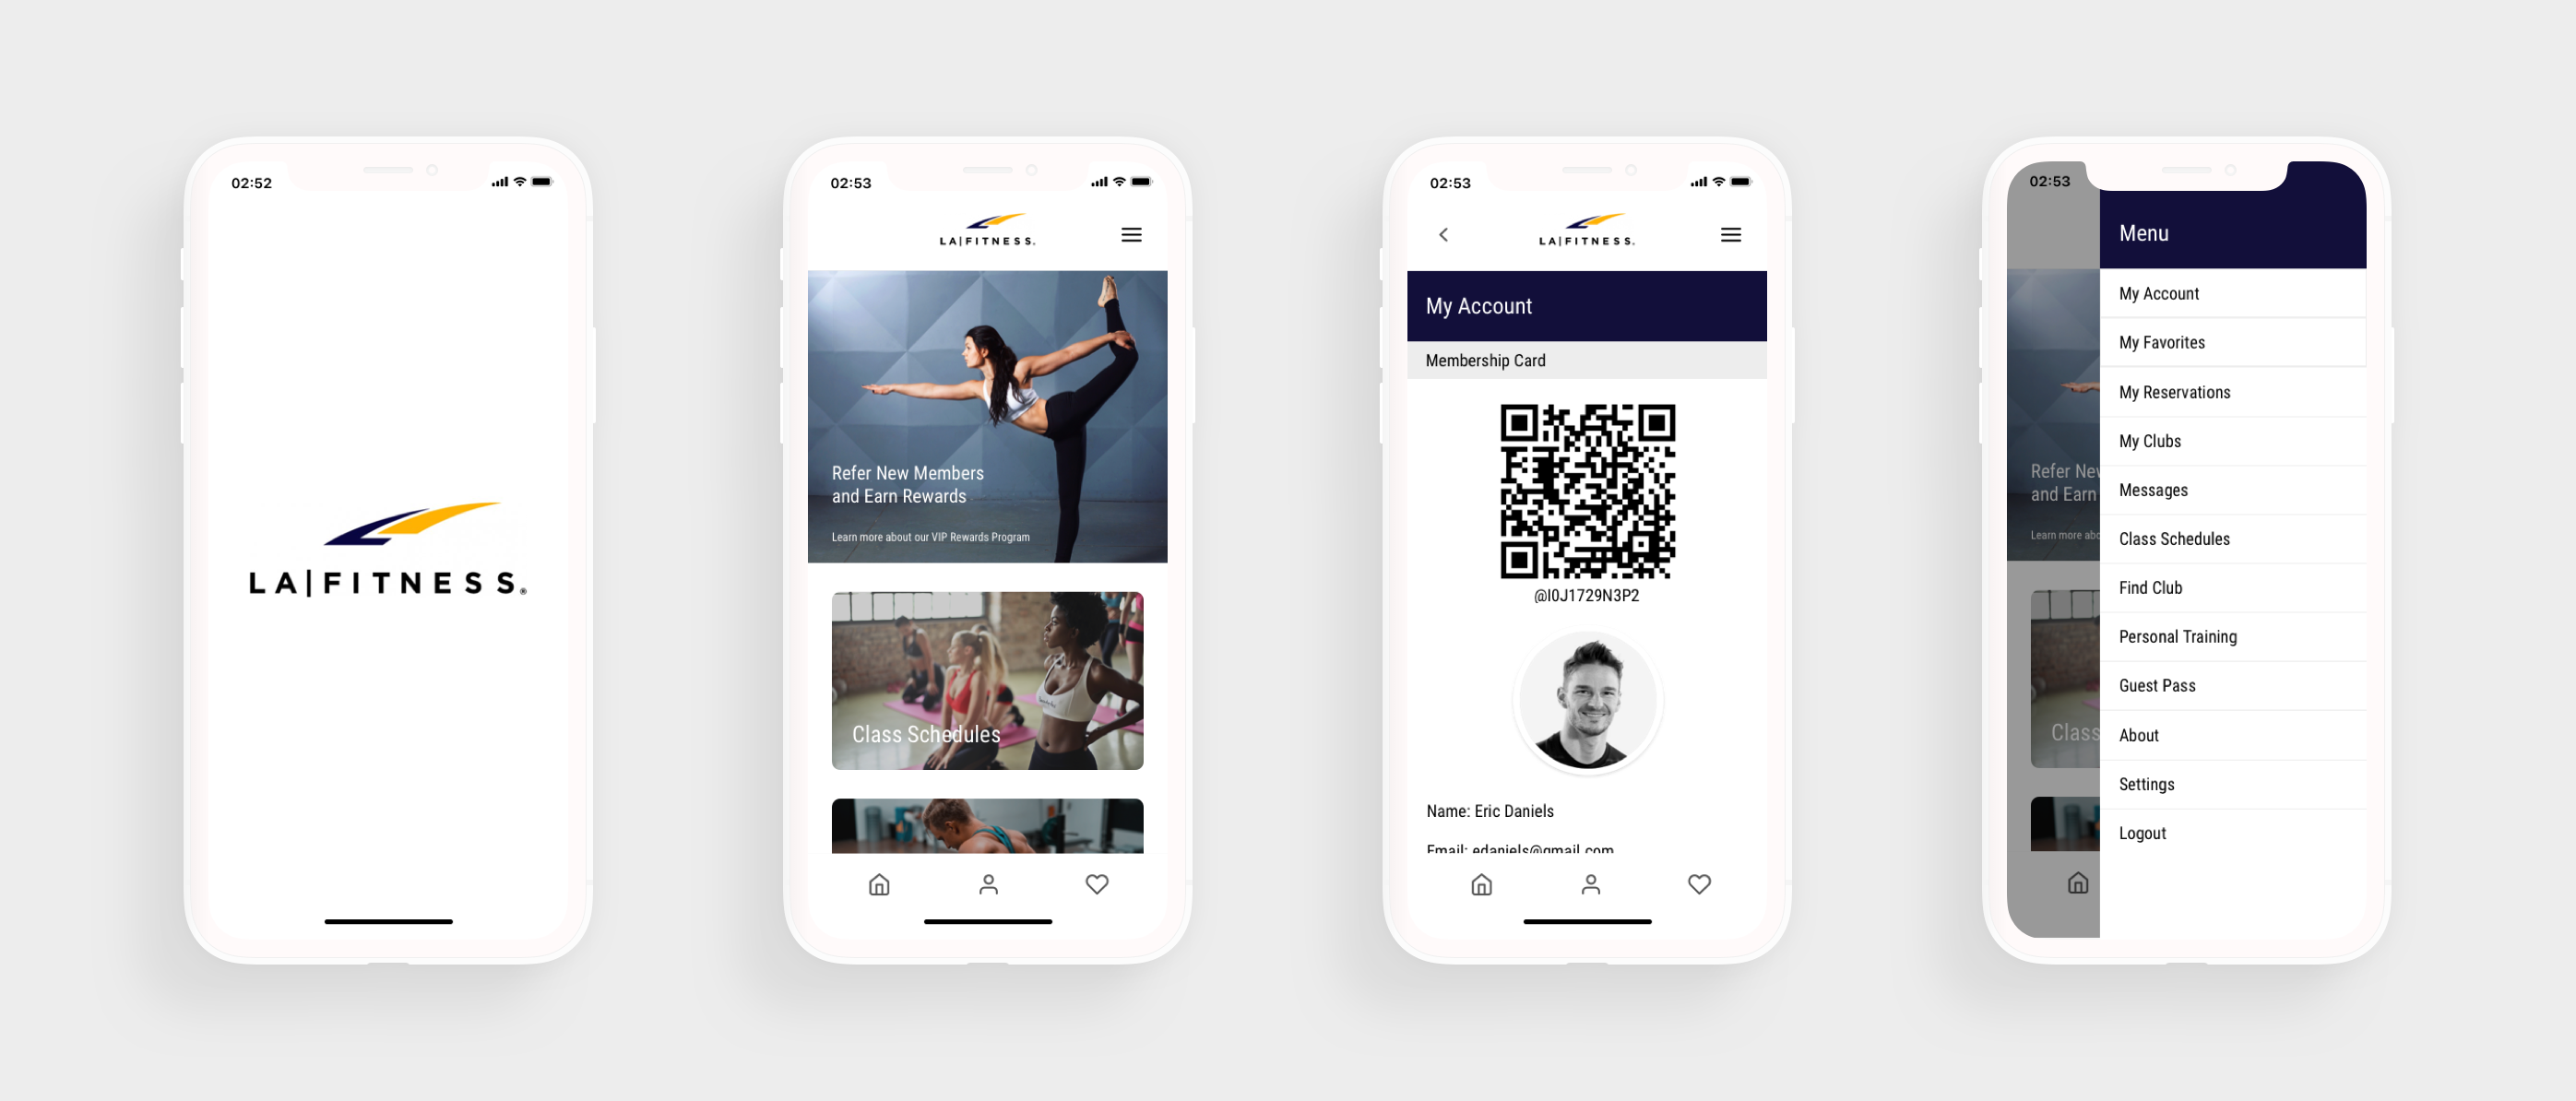 02:52
LA|FITNESS®
02:53
LA|FITNESS.
Refer New Members
and Earn Rewards
Learn more about our VIP Rewards Program
Class Schedules
02:53
LA|FITNESS.
My Account
Membership Card
@I0J1729N3P2
Name: Eric Daniels
Email: edaniels@gmail.com
02:53
Refer New
and Earn
Learn more abo
Class
Menu
My Account
My Favorites
My Reservations
My Clubs
Messages
Class Schedules
Find Club
Personal Training
Guest Pass
About
Settings
Logout